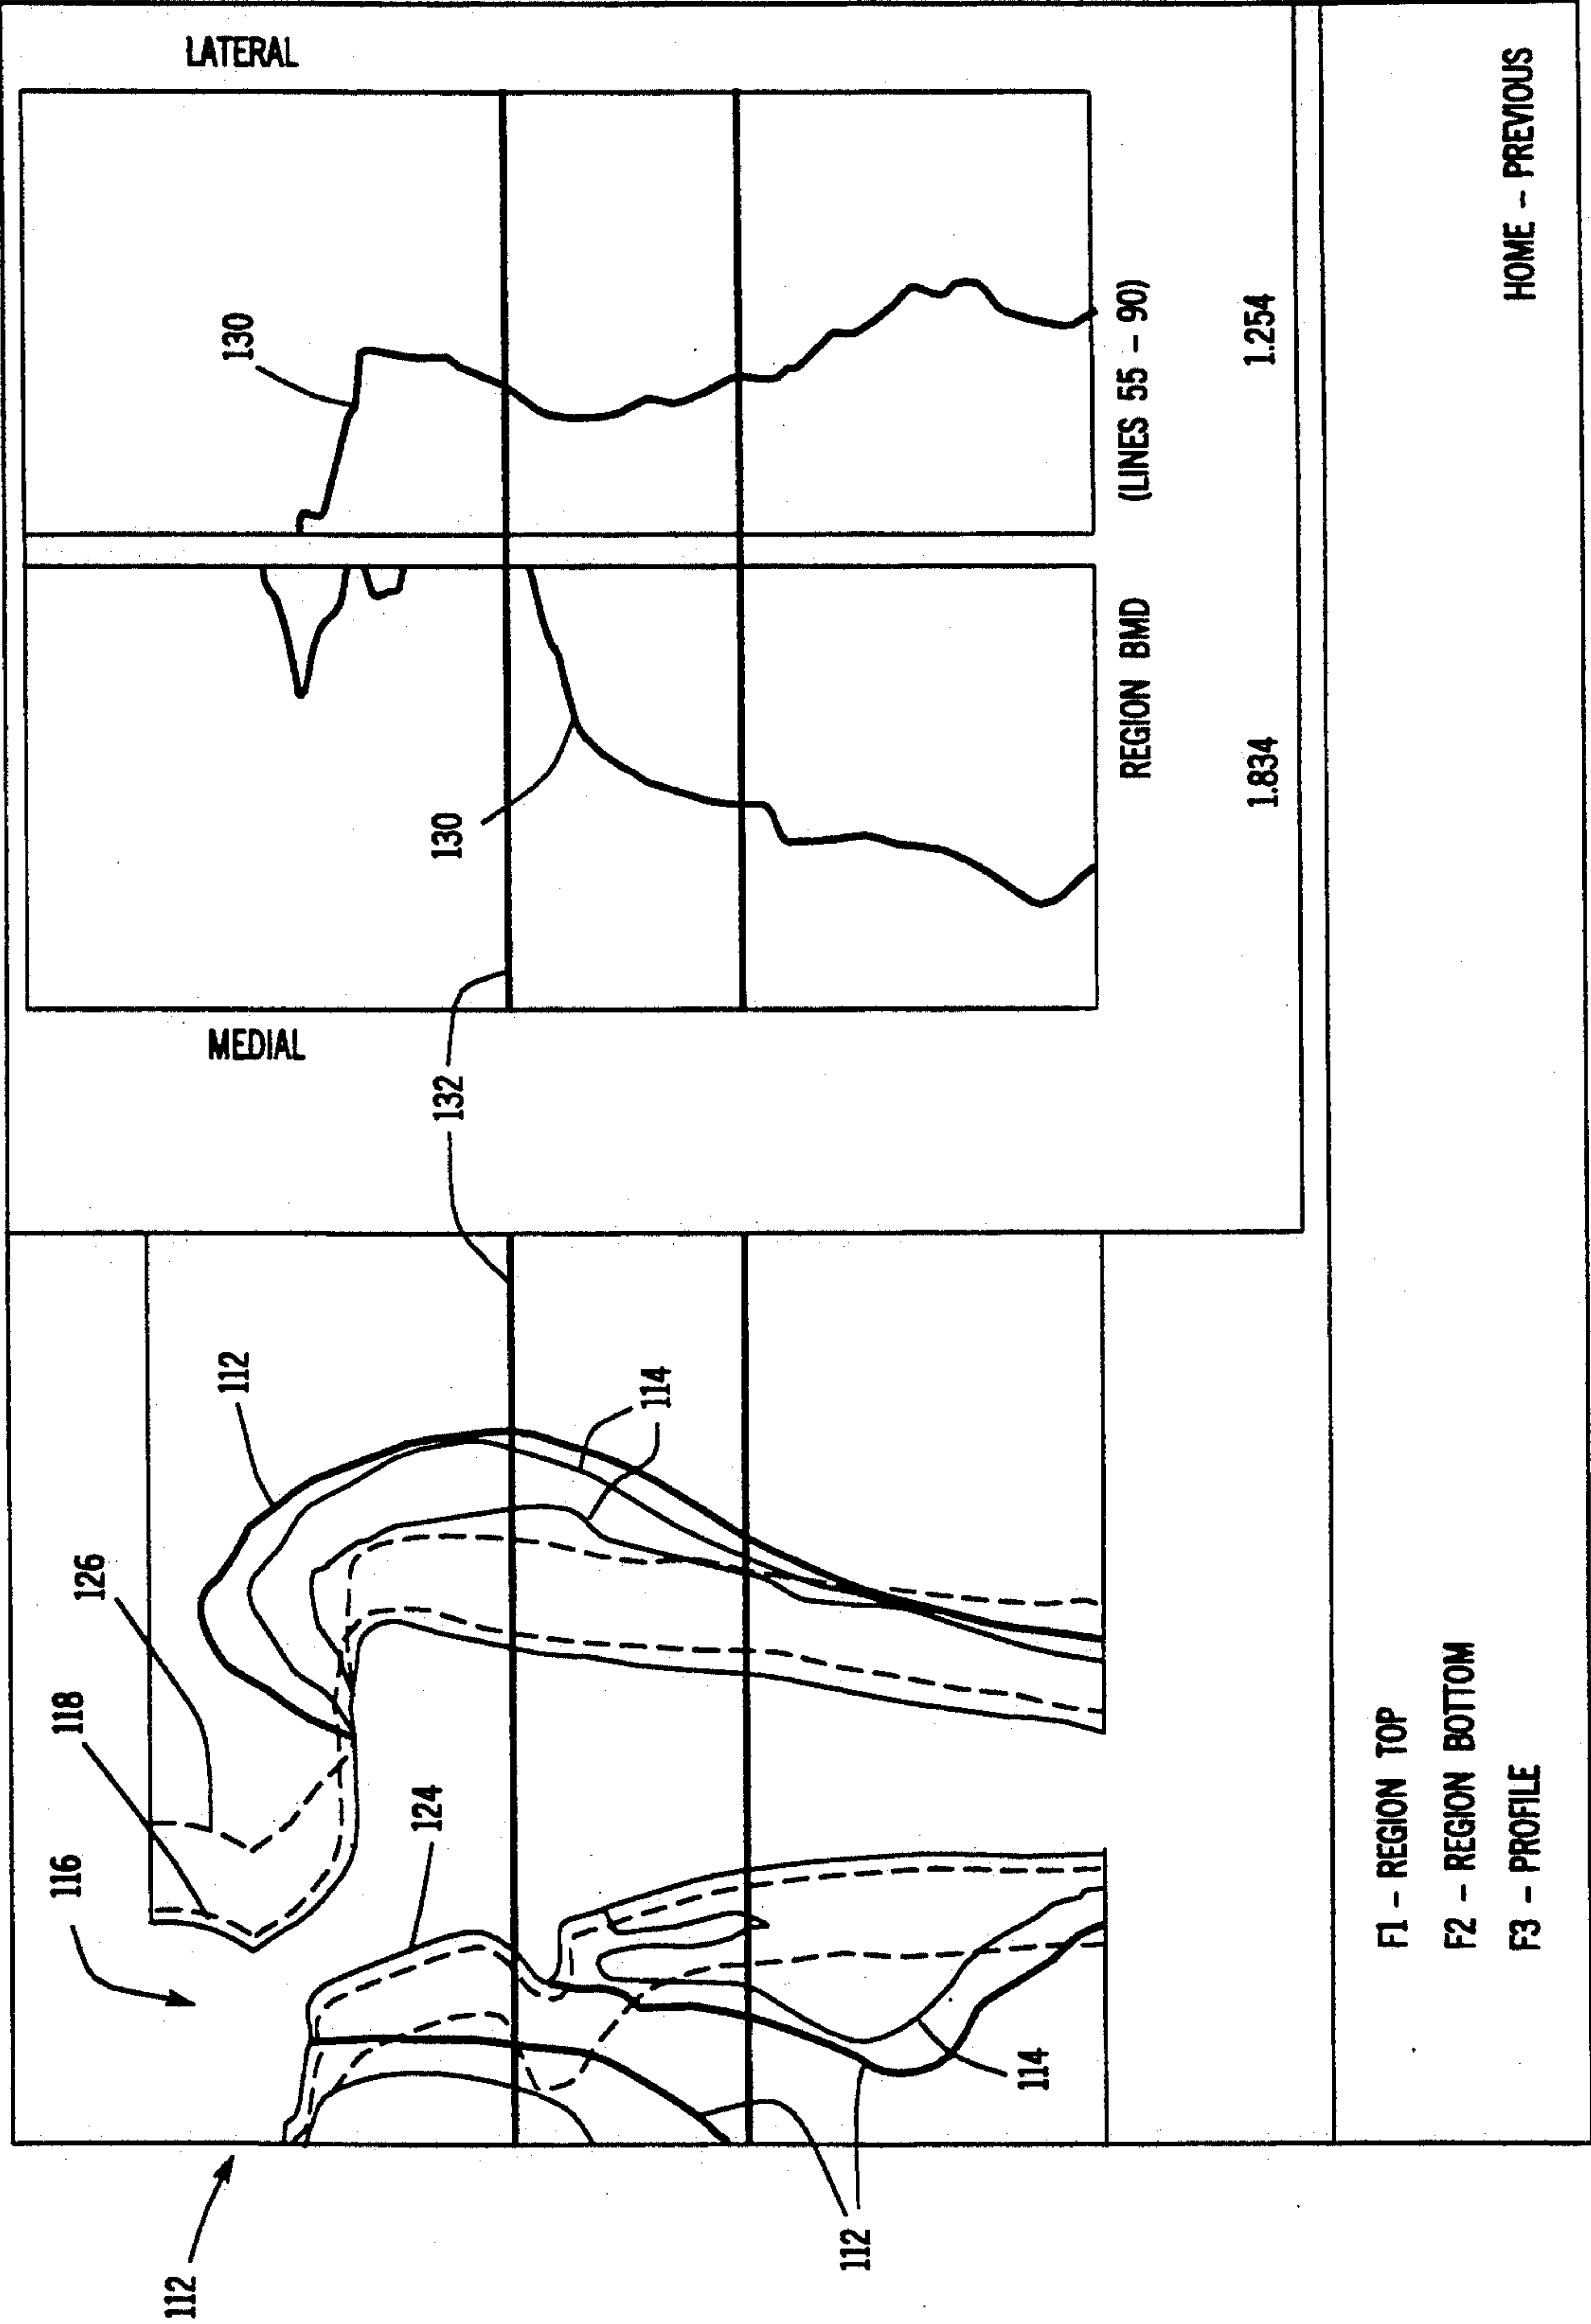 116
118
126
112
112
MEDIAL
LATERAL
130
124
132
130
114
112
114
REGION BMD (LINES 55 – 90)
1.834 1.254
F1 – REGION TOP
F2 – REGION BOTTOM
F3 – PROFILE
HOME – PREVIOUS